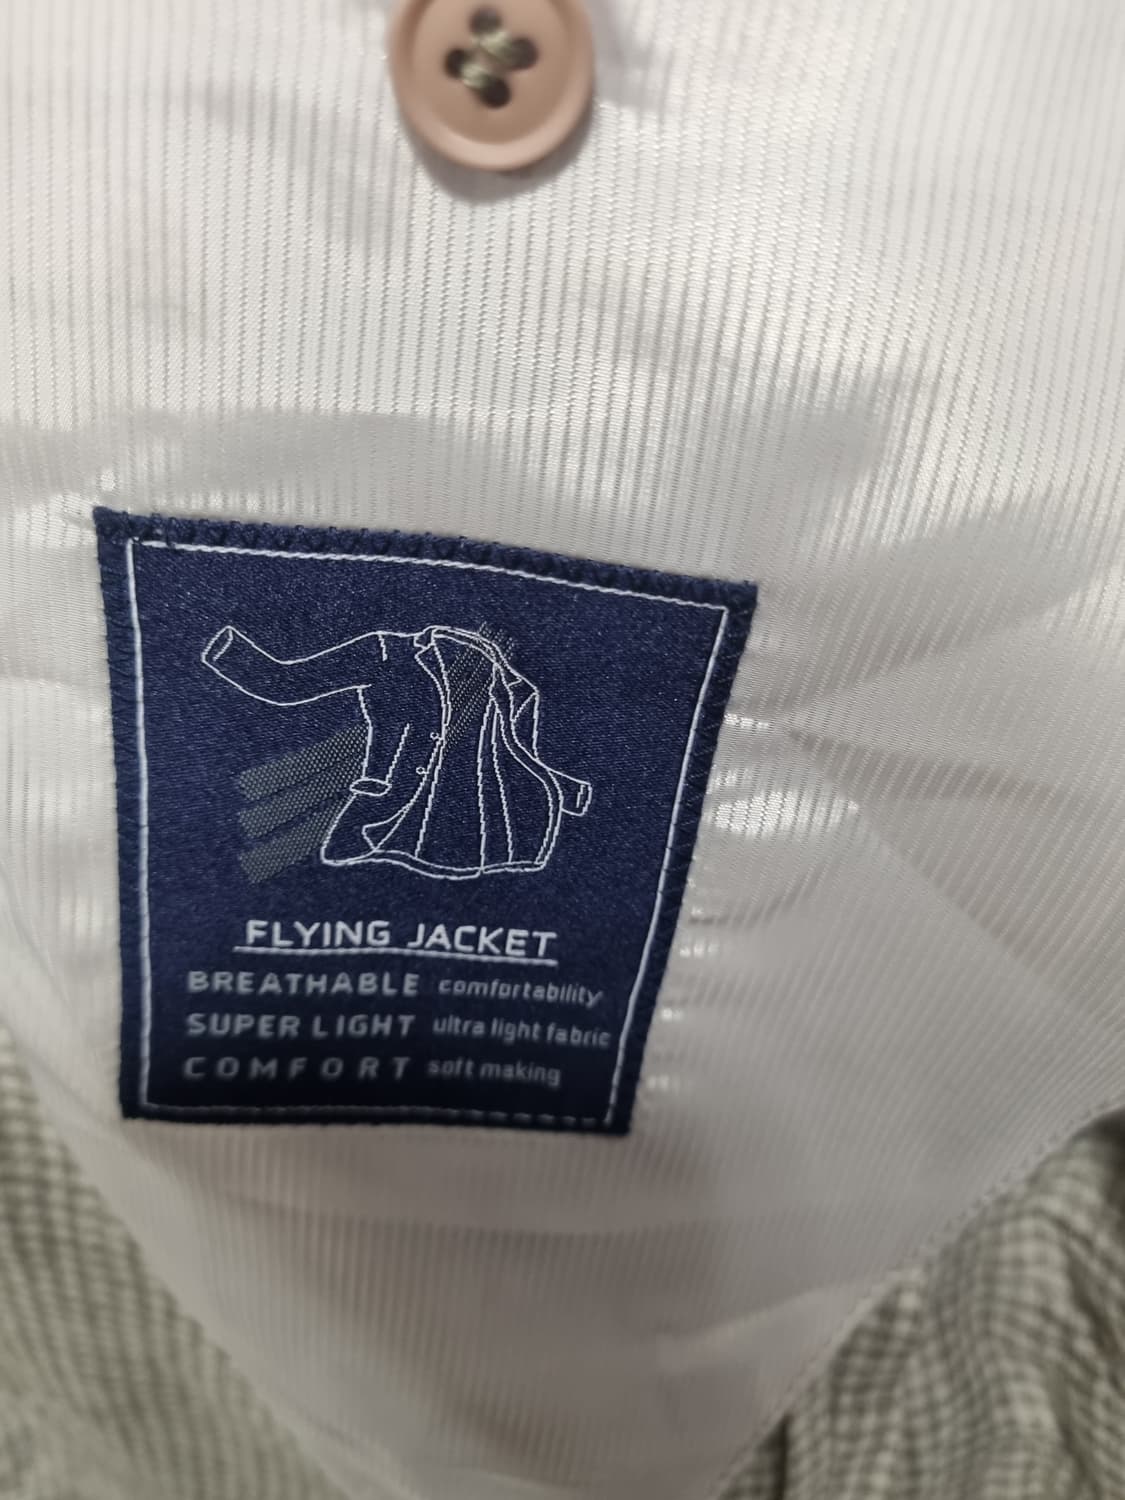 FLYING JACKET
BREATHABLE comfortability
SUPER LIGHT ultra light fabric
COMFORT soft making